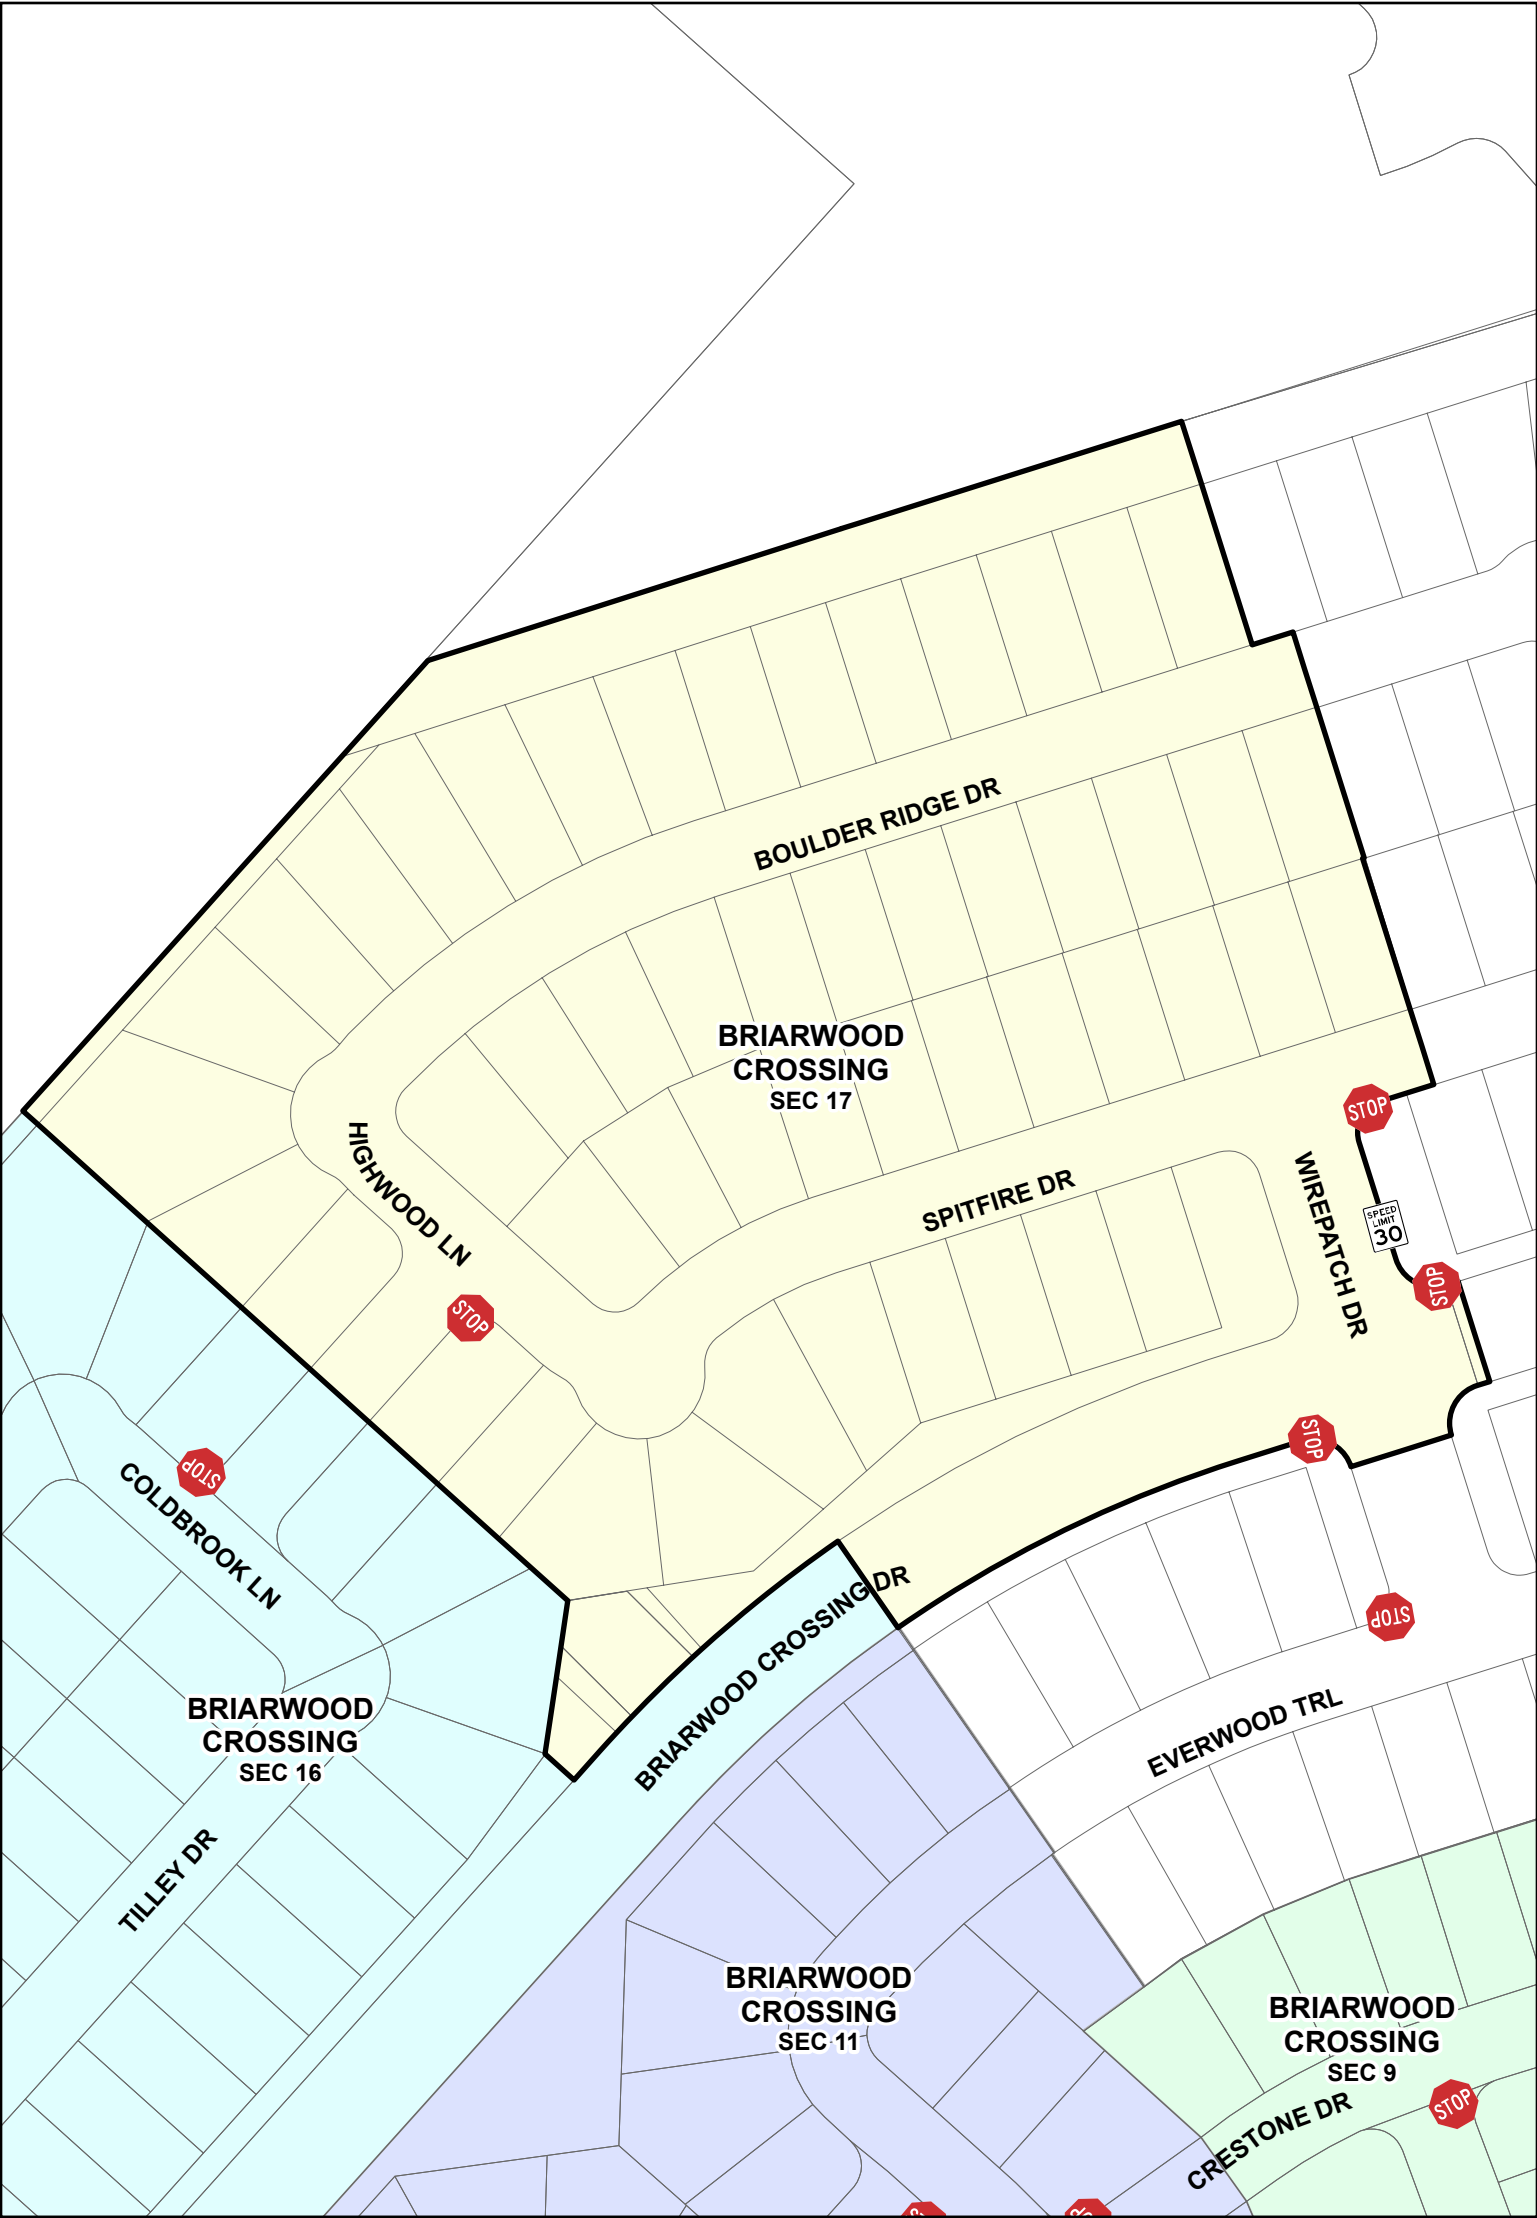 BOULDER RIDGE DR
BRIARWOOD
CROSSING
SEC 17
HIGHWOOD LN
STOP
SPITFIRE DR
WIREPATCH DR
SPEED
LIMIT
30
STOP
STOP
STOP
STOP
COLDBROOK LN
BRIARWOOD CROSSING DR
STOP
BRIARWOOD
CROSSING
SEC 16
EVERWOOD TRL
TILLEY DR
BRIARWOOD
CROSSING
SEC 11
BRIARWOOD
CROSSING
SEC 9
STOP
CRESTONE DR